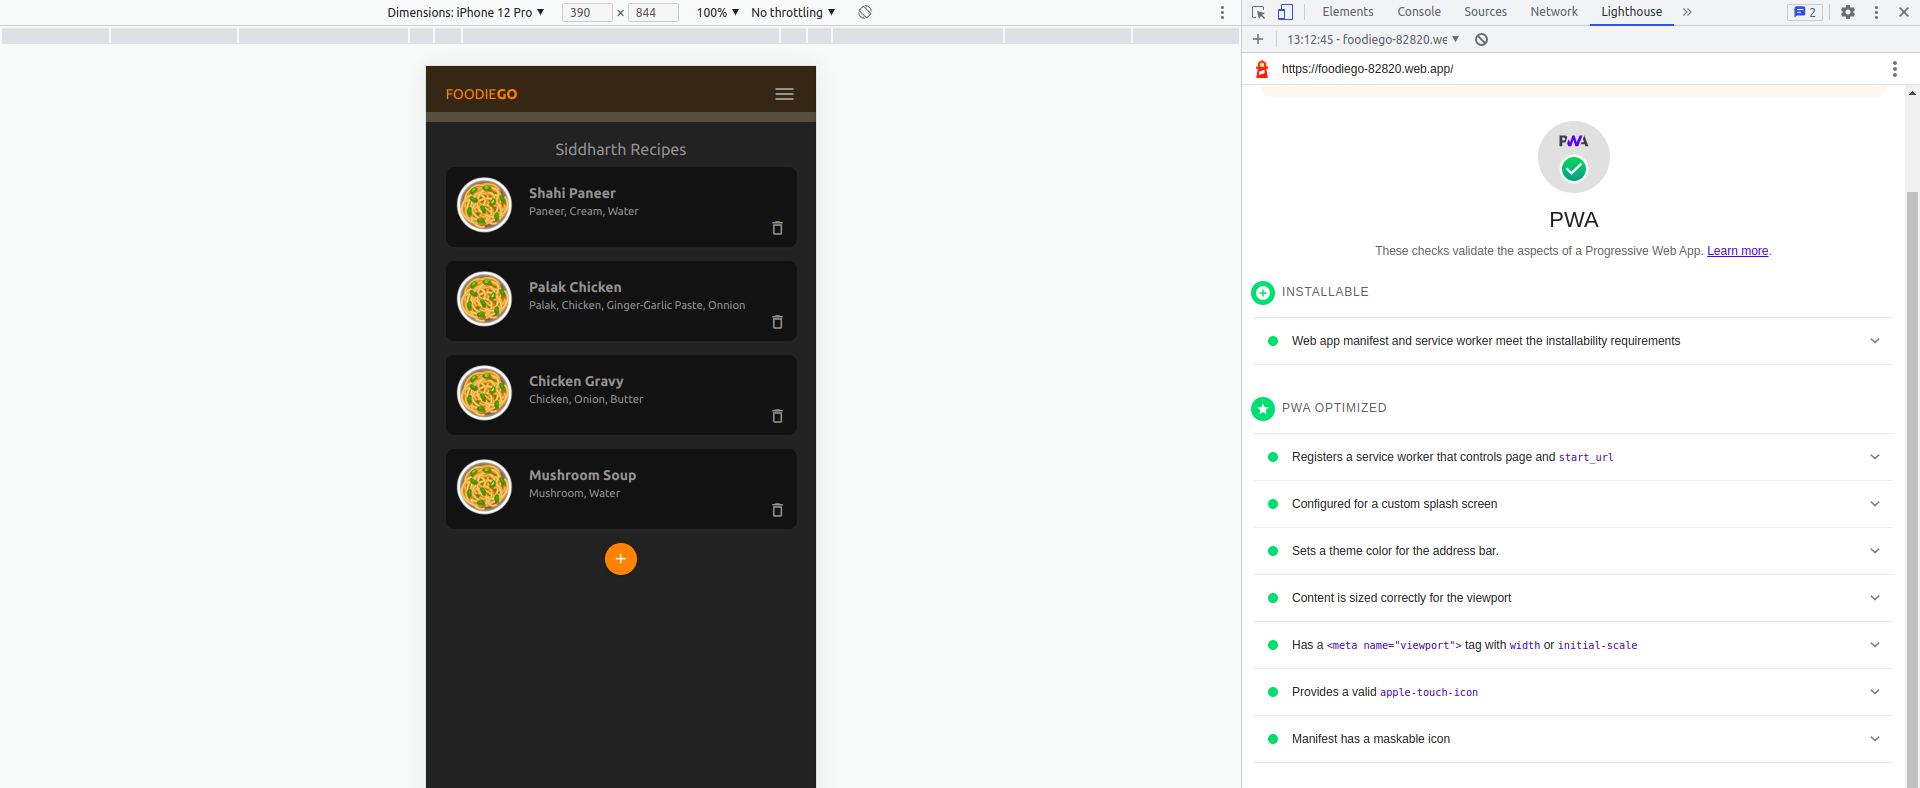 Dimensions: iPhone 12 Pro ▼ 390 × 844 100% ▼ No throttling ▼
FOODIEGO
Siddharth Recipes
Shahi Paneer
Paneer, Cream, Water
Palak Chicken
Palak, Chicken, Ginger-Garlic Paste, Onnion
Chicken Gravy
Chicken, Onion, Butter
Mushroom Soup
Mushroom, Water
+
Elements Console Sources Network Lighthouse » 2
13:12:45 - foodiego-82820.we ▼
https://foodiego-82820.web.app/
PWA
PWA
These checks validate the aspects of a Progressive Web App. Learn more.
INSTALLABLE
Web app manifest and service worker meet the installability requirements
PWA OPTIMIZED
Registers a service worker that controls page and start_url
Configured for a custom splash screen
Sets a theme color for the address bar.
Content is sized correctly for the viewport
Has a <meta name="viewport"> tag with width or initial-scale
Provides a valid apple-touch-icon
Manifest has a maskable icon